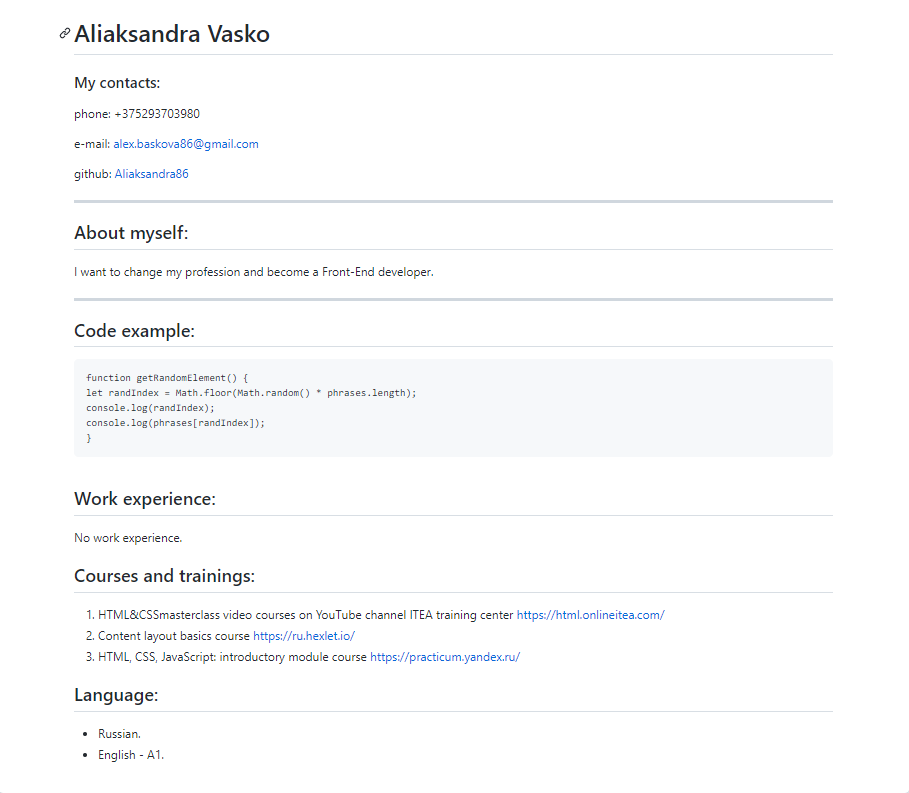 Aliaksandra Vasko
My contacts:
phone: +375293703980
e-mail: alex.baskova86@gmail.com
github: Aliaksandra86
About myself:
I want to change my profession and become a Front-End developer.
Code example:
function getRandomElement() {
let randIndex = Math.floor(Math.random() * phrases.length);
console.log(randIndex);
console.log(phrases[randIndex]);
}
Work experience:
No work experience.
Courses and trainings:
1. HTML&CSSmasterclass video courses on YouTube channel ITEA training center https://html.onlineitea.com/
2. Content layout basics course https://ru.hexlet.io/
3. HTML, CSS, JavaScript: introductory module course https://practicum.yandex.ru/
Language:
• Russian.
• English - A1.